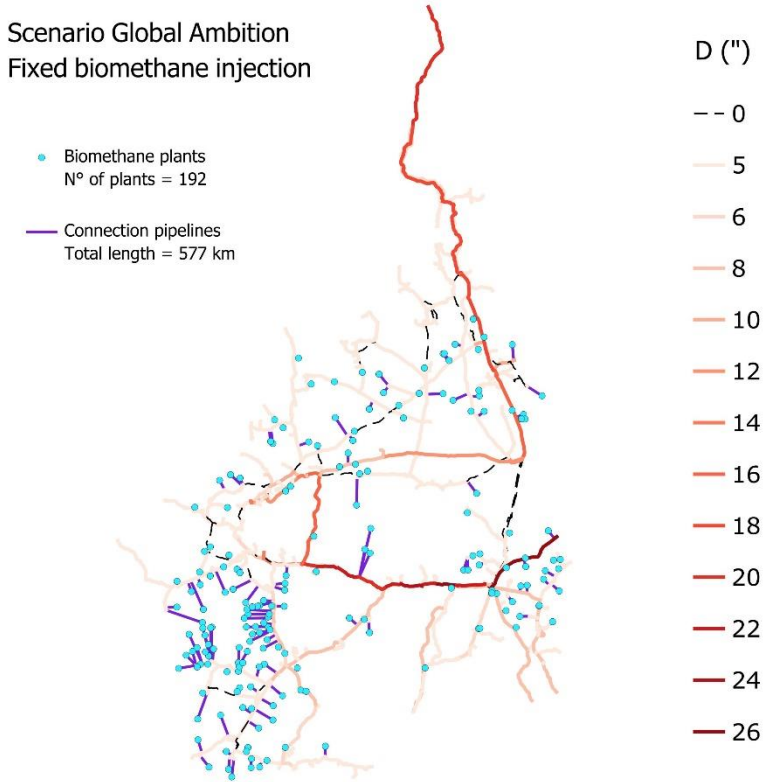 Scenario Global Ambition
Fixed biomethane injection
Biomethane plants
N° of plants = 192
Connection pipelines
Total length = 577 km
D (")
0
5
6
8
10
12
14
16
18
20
22
24
26